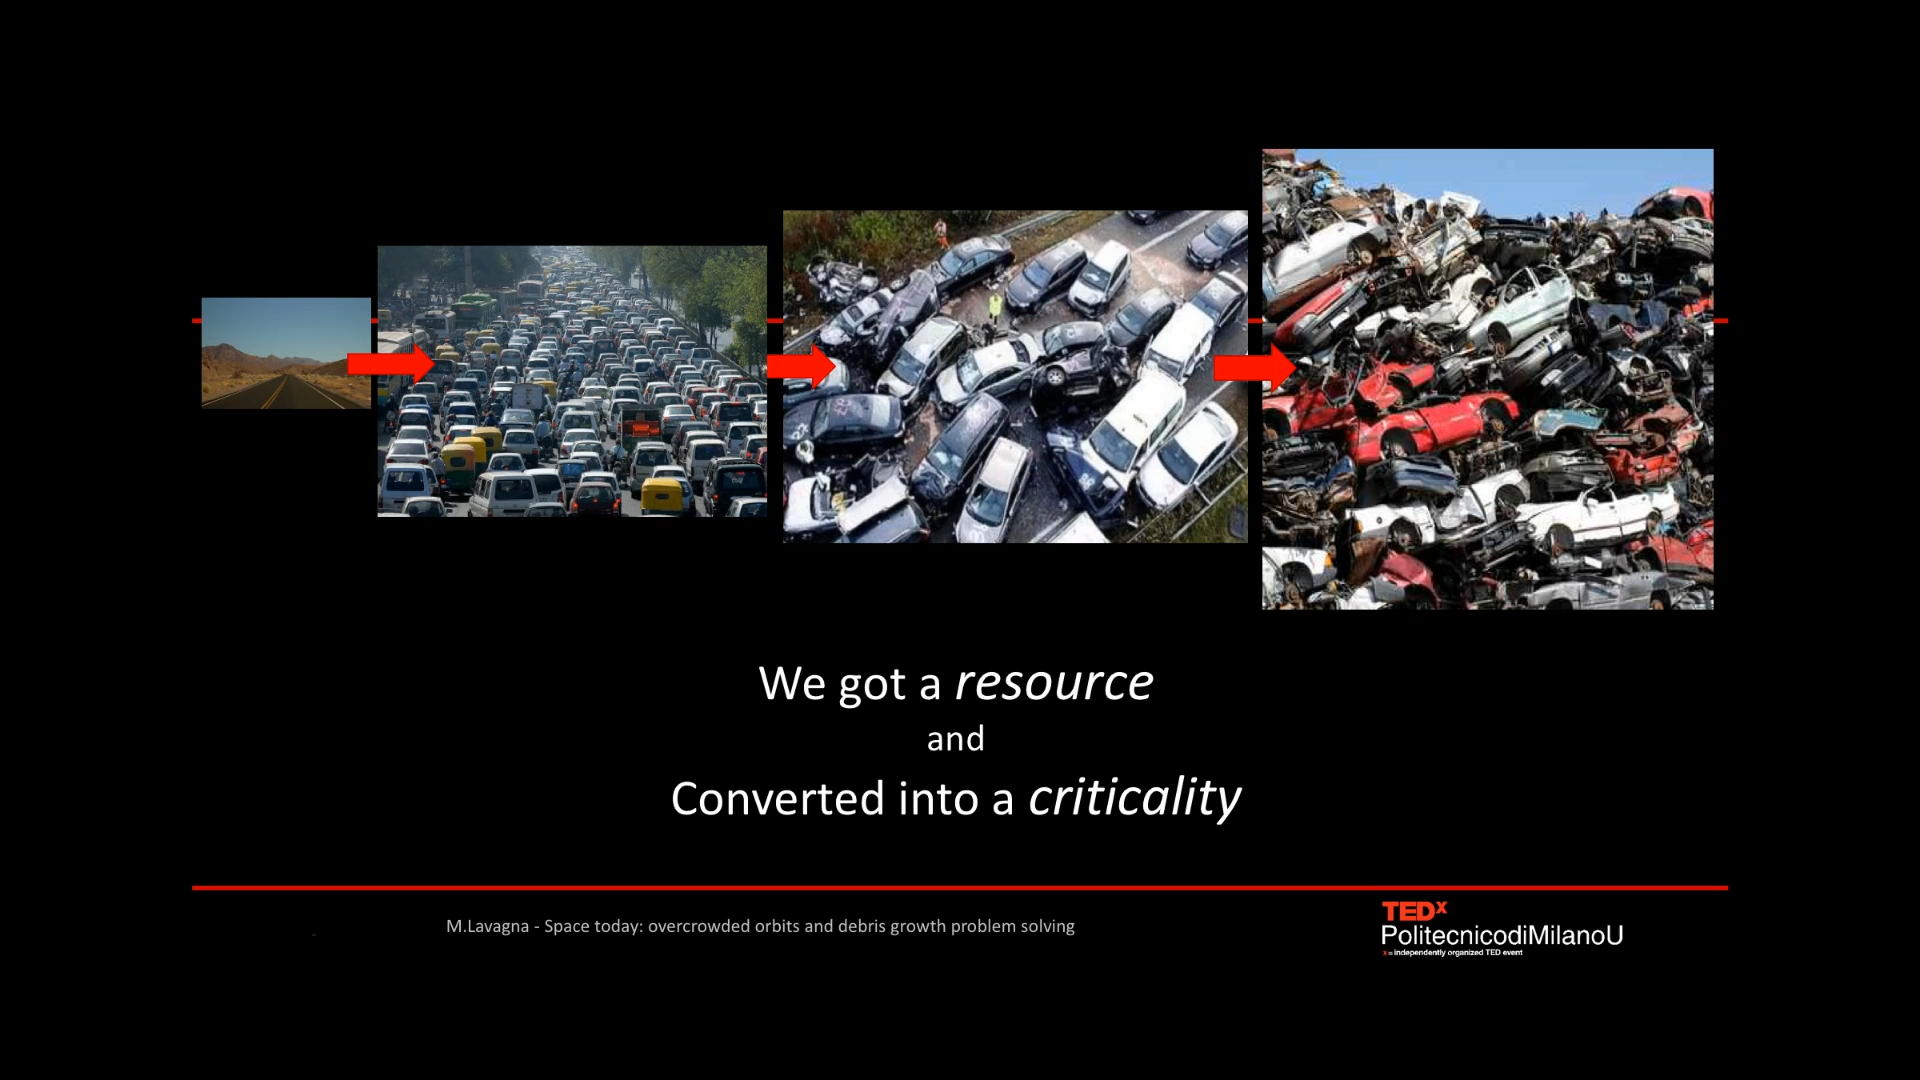 We got a resource
and
Converted into a criticality
M.Lavagna - Space today: overcrowded orbits and debris growth problem solving
TEDx
PolitecnicodiMilanoU
x = independently organized TED event